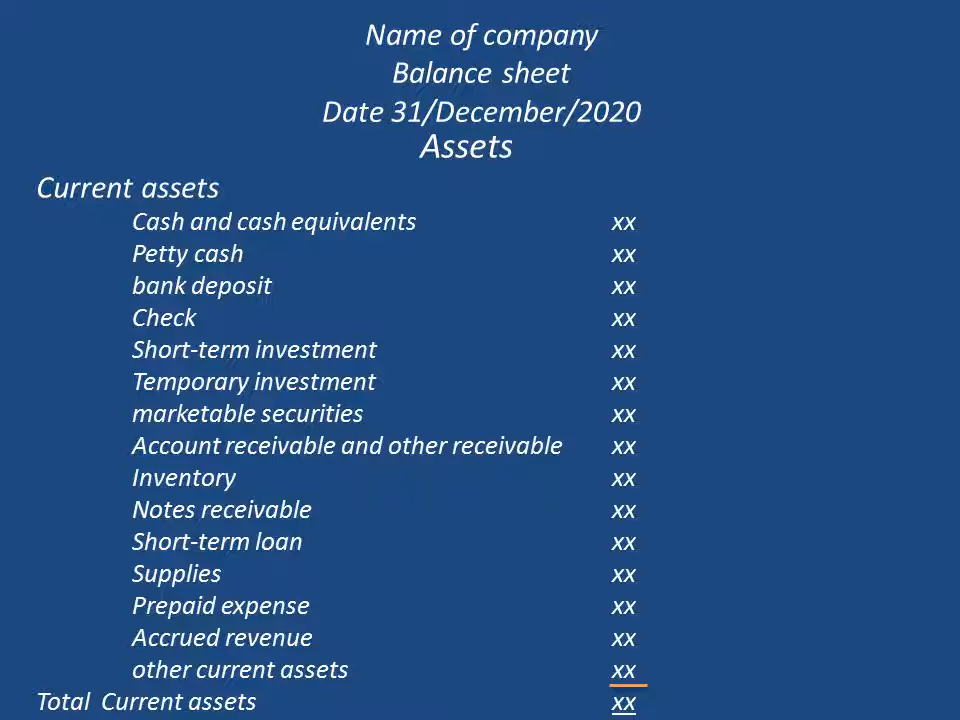 Name of company
Balance sheet
Date 31/December/2020
Assets
Current assets
Cash and cash equivalents xx
Petty cash xx
bank deposit xx
Check xx
Short-term investment xx
Temporary investment xx
marketable securities xx
Account receivable and other receivable xx
Inventory xx
Notes receivable xx
Short-term loan xx
Supplies xx
Prepaid expense xx
Accrued revenue xx
other current assets xx
Total Current assets xx